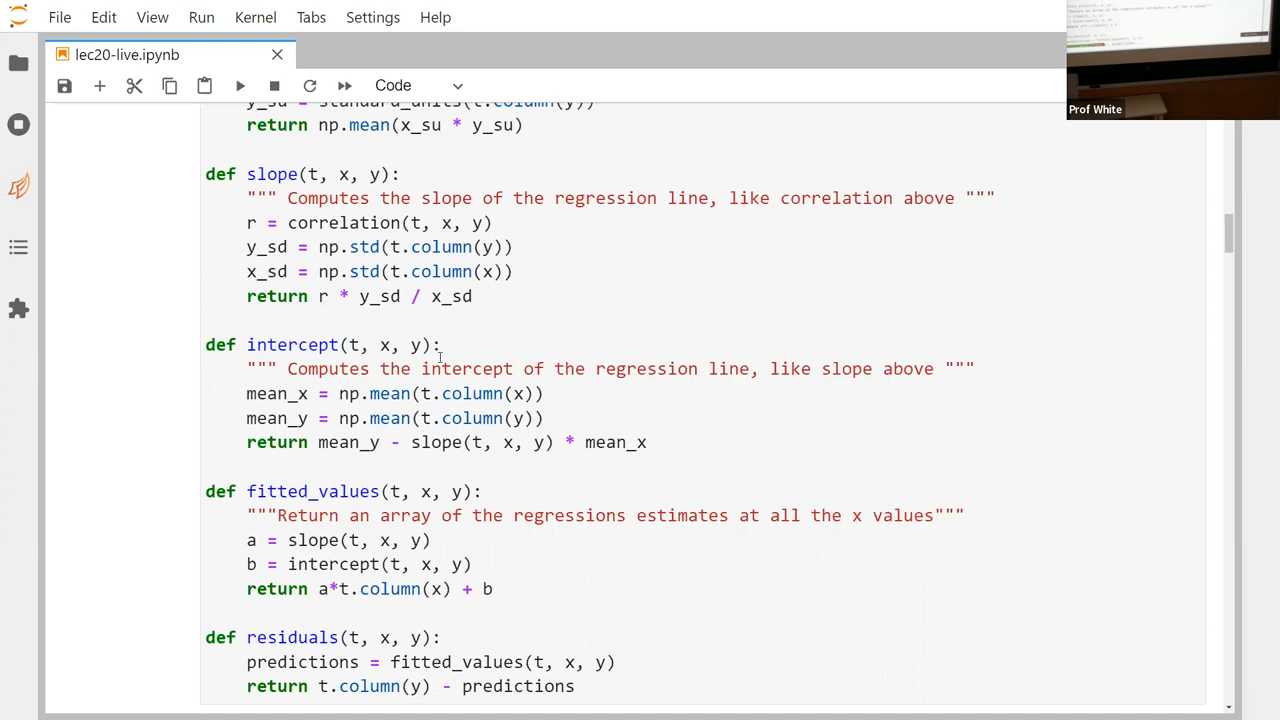 File Edit View Run Kernel Tabs Settings Help
lec20-live.ipynb
Code
y_su = standard_units(t.column(y))
return np.mean(x_su * y_su)
def slope(t, x, y):
""" Computes the slope of the regression line, like correlation above """
r = correlation(t, x, y)
y_sd = np.std(t.column(y))
x_sd = np.std(t.column(x))
return r * y_sd / x_sd
def intercept(t, x, y):
""" Computes the intercept of the regression line, like slope above """
mean_x = np.mean(t.column(x))
mean_y = np.mean(t.column(y))
return mean_y - slope(t, x, y) * mean_x
def fitted_values(t, x, y):
"""Return an array of the regressions estimates at all the x values"""
a = slope(t, x, y)
b = intercept(t, x, y)
return a*t.column(x) + b
def residuals(t, x, y):
predictions = fitted_values(t, x, y)
return t.column(y) - predictions
Prof White